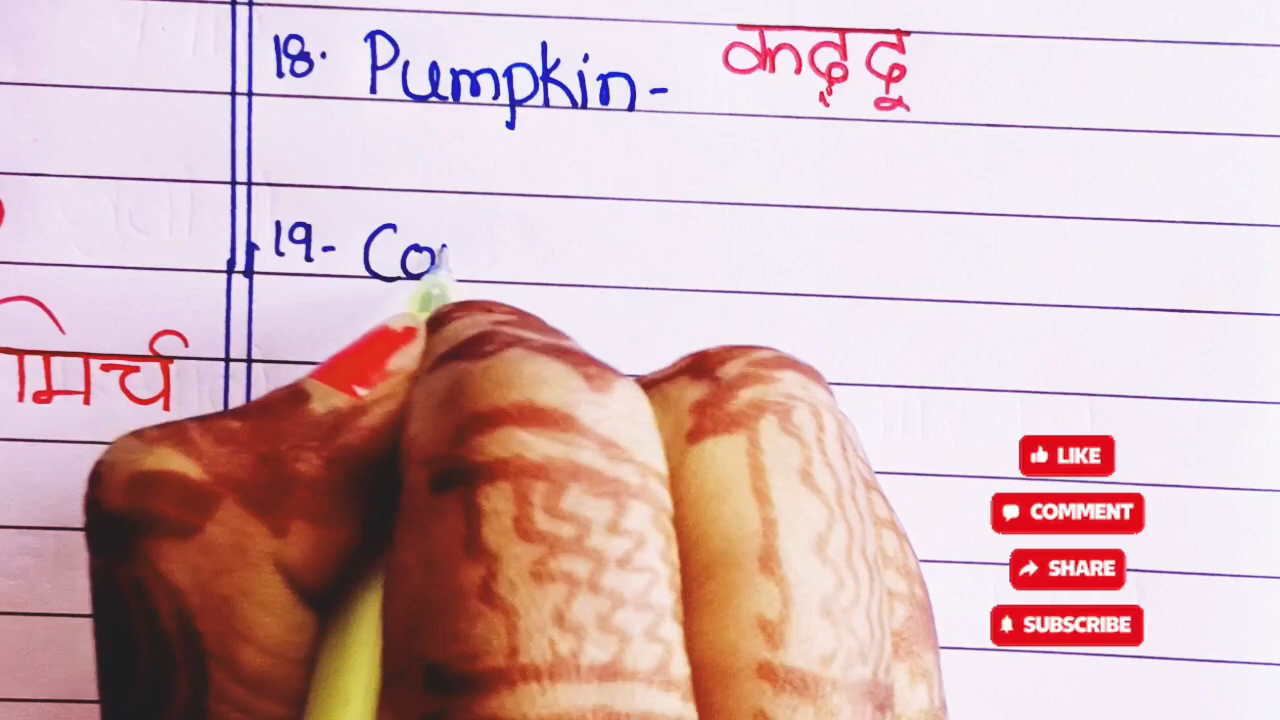 18. Pumpkin- कद्दू
19- Co
मिर्च
LIKE
COMMENT
SHARE
SUBSCRIBE